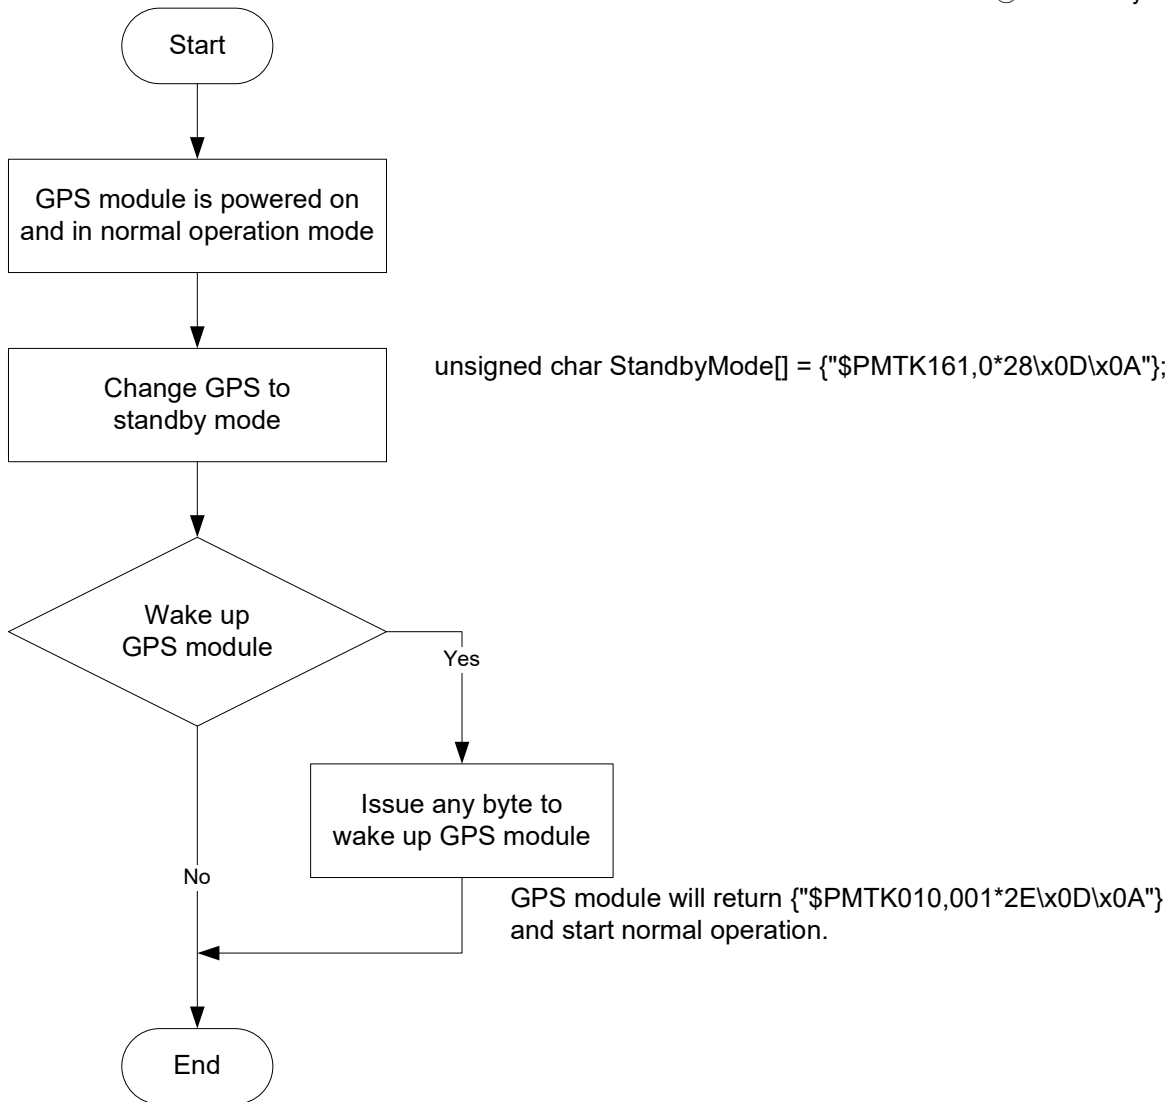 Start
GPS module is powered on
and in normal operation mode
Change GPS to
standby mode
unsigned char StandbyMode[] = {"$PMTK161,0*28\x0D\x0A"};
Wake up
GPS module
Yes
Issue any byte to
wake up GPS module
No
GPS module will return {"$PMTK010,001*2E\x0D\x0A"}
and start normal operation.
End